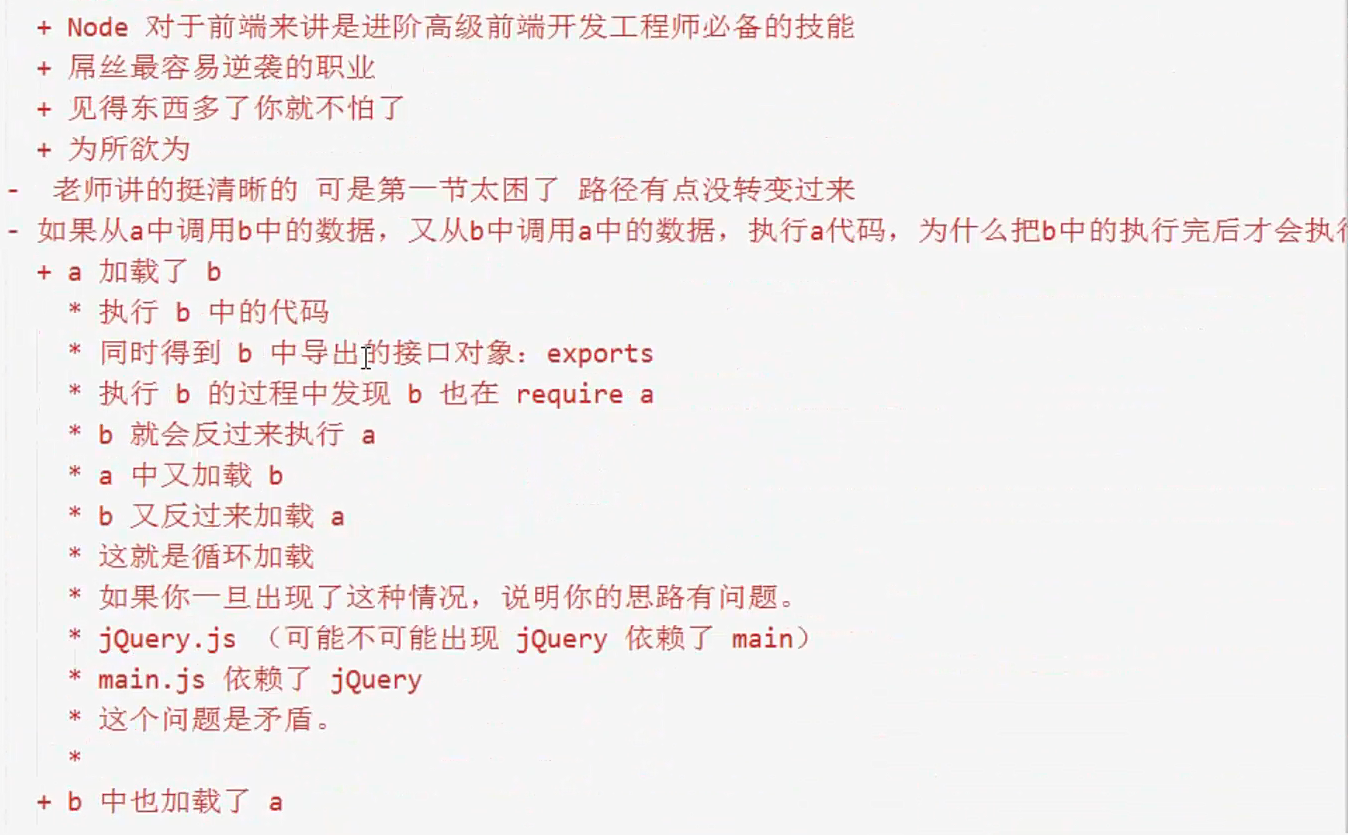 + Node 对于前端来讲是进阶高级前端开发工程师必备的技能
+ 屌丝最容易逆袭的职业
+ 见得东西多了你就不怕了
+ 为所欲为
- 老师讲的挺清晰的 可是第一节太困了 路径有点没转变过来
- 如果从a中调用b中的数据，又从b中调用a中的数据，执行a代码，为什么把b中的执行完后才会执行
+ a 加载了 b
* 执行 b 中的代码
* 同时得到 b 中导出的接口对象：exports
* 执行 b 的过程中发现 b 也在 require a
* b 就会反过来执行 a
* a 中又加载 b
* b 又反过来加载 a
* 这就是循环加载
* 如果你一旦出现了这种情况，说明你的思路有问题。
* jQuery.js （可能不可能出现 jQuery 依赖了 main）
* main.js 依赖了 jQuery
* 这个问题是矛盾。
*
+ b 中也加载了 a